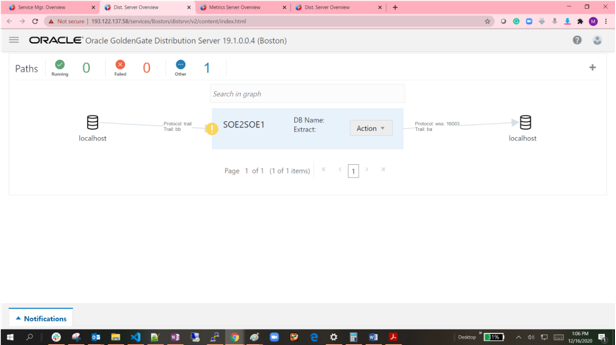 Service Mgr. Overview
Dist. Server Overview
Metrics Server Overview
Dist. Server Overview
Not secure | 193.122.137.58/services/Boston/distsrvr/v2/content/index.html
ORACLE Oracle GoldenGate Distribution Server 19.1.0.0.4 (Boston)
Paths Running 0 Failed 0 Other 1
Search in graph
SOE2SOE1
DB Name:
Extract:
Action
Protocol: trail
Trail: bb
Protocol: wss :16003
Trail: ba
localhost
localhost
Page 1 of 1 (1 of 1 items) 1
Notifications
Desktop
1%
1:06 PM
12/16/2020